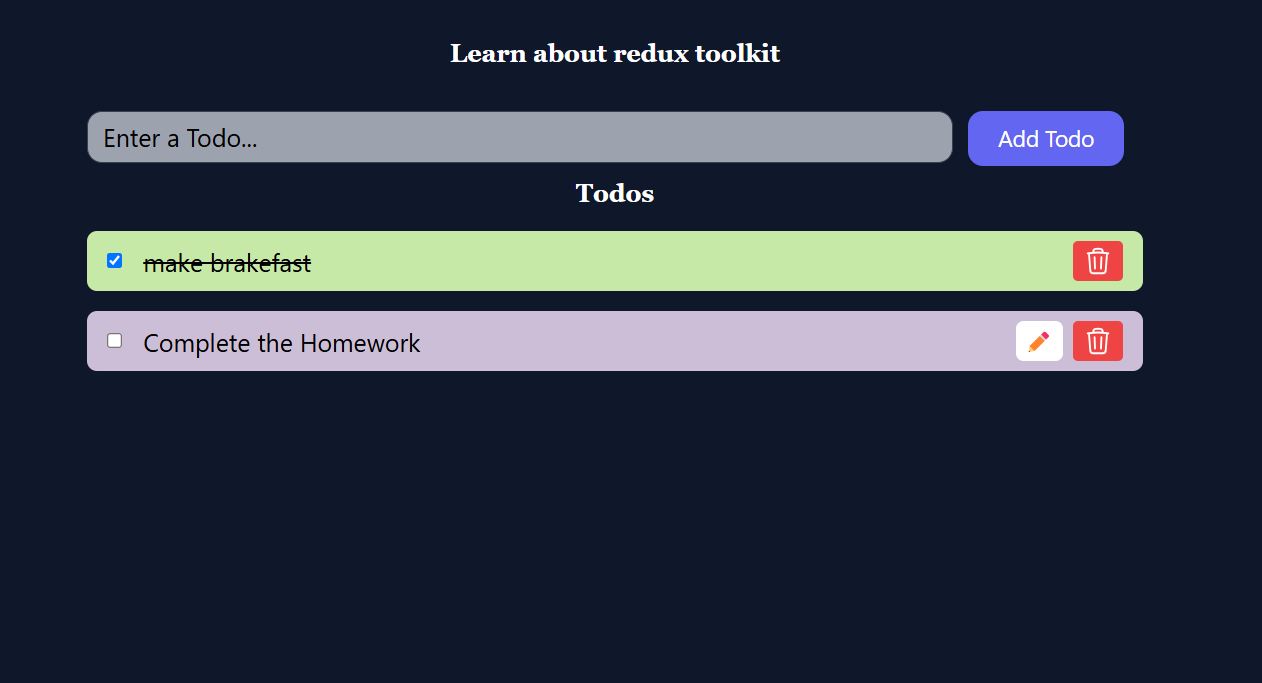 Learn about redux toolkit
Enter a Todo...
Add Todo
Todos
make brakefast
Complete the Homework